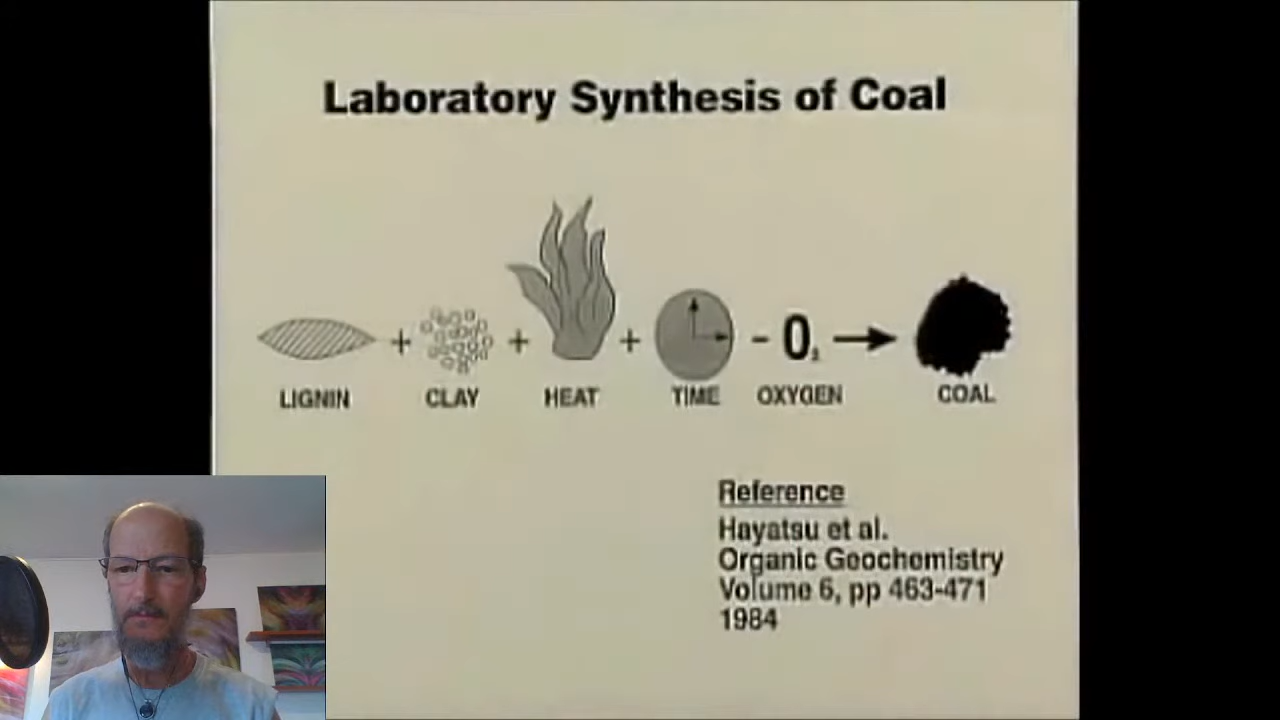 Laboratory Synthesis of Coal
+ + + - O₂
LIGNIN CLAY HEAT TIME OXYGEN COAL
Reference
Hayatsu et al.
Organic Geochemistry
Volume 6, pp 463-471
1984